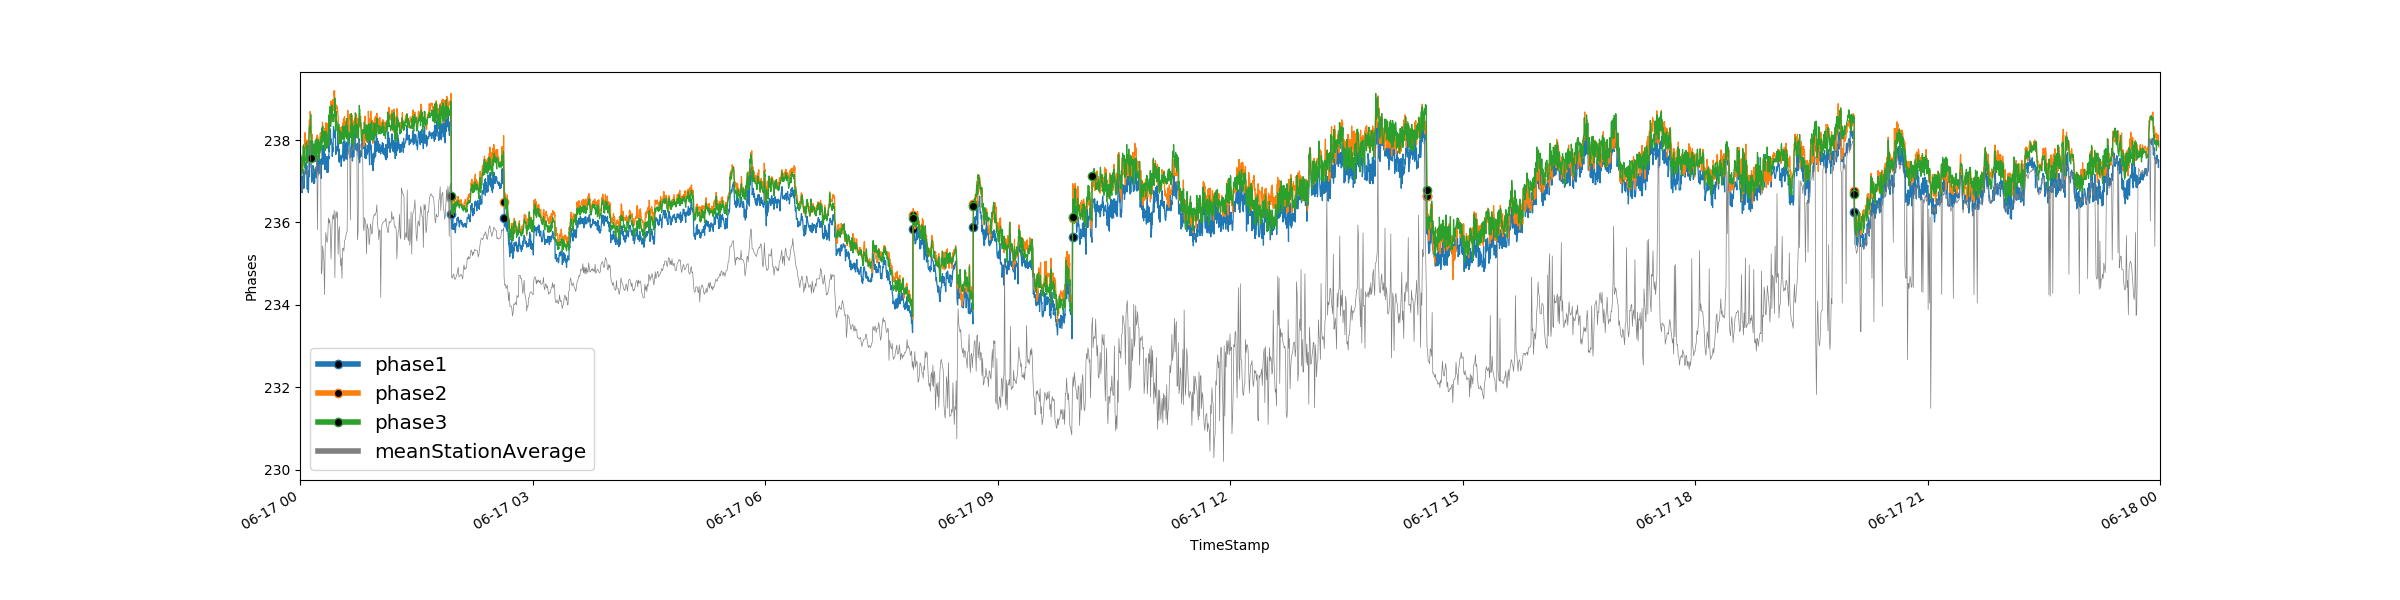 Phases
238
236
234
232
230
phase1
phase2
phase3
meanStationAverage
06-17 00
06-17 03
06-17 06
06-17 09
06-17 12
06-17 15
06-17 18
06-17 21
06-18 00
TimeStamp